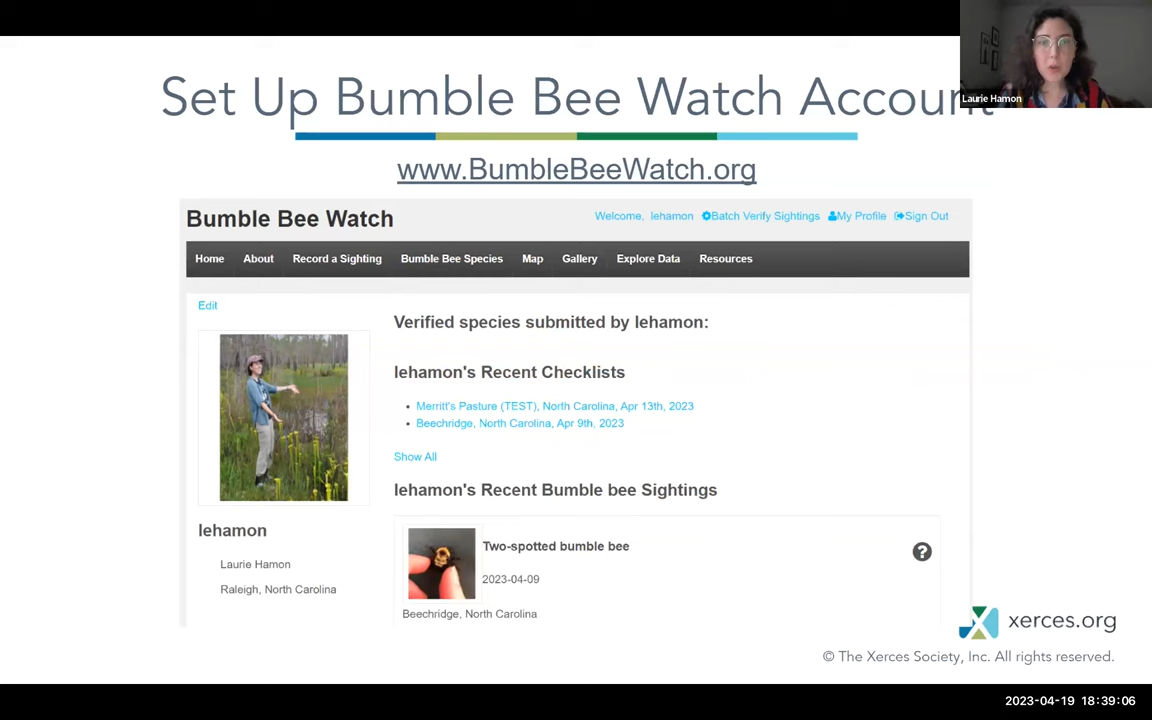 Set Up Bumble Bee Watch Account
Laurie Hamon
www.BumbleBeeWatch.org
Bumble Bee Watch
Welcome, lehamon Batch Verify Sightings My Profile Sign Out
Home About Record a Sighting Bumble Bee Species Map Gallery Explore Data Resources
Edit
Verified species submitted by lehamon:
lehamon's Recent Checklists
• Merritt's Pasture (TEST), North Carolina, Apr 13th, 2023
• Beechridge, North Carolina, Apr 9th, 2023
Show All
lehamon's Recent Bumble bee Sightings
lehamon
Laurie Hamon
Raleigh, North Carolina
Two-spotted bumble bee
?
2023-04-09
Beechridge, North Carolina
xerces.org
© The Xerces Society, Inc. All rights reserved.
2023-04-19 18:39:06